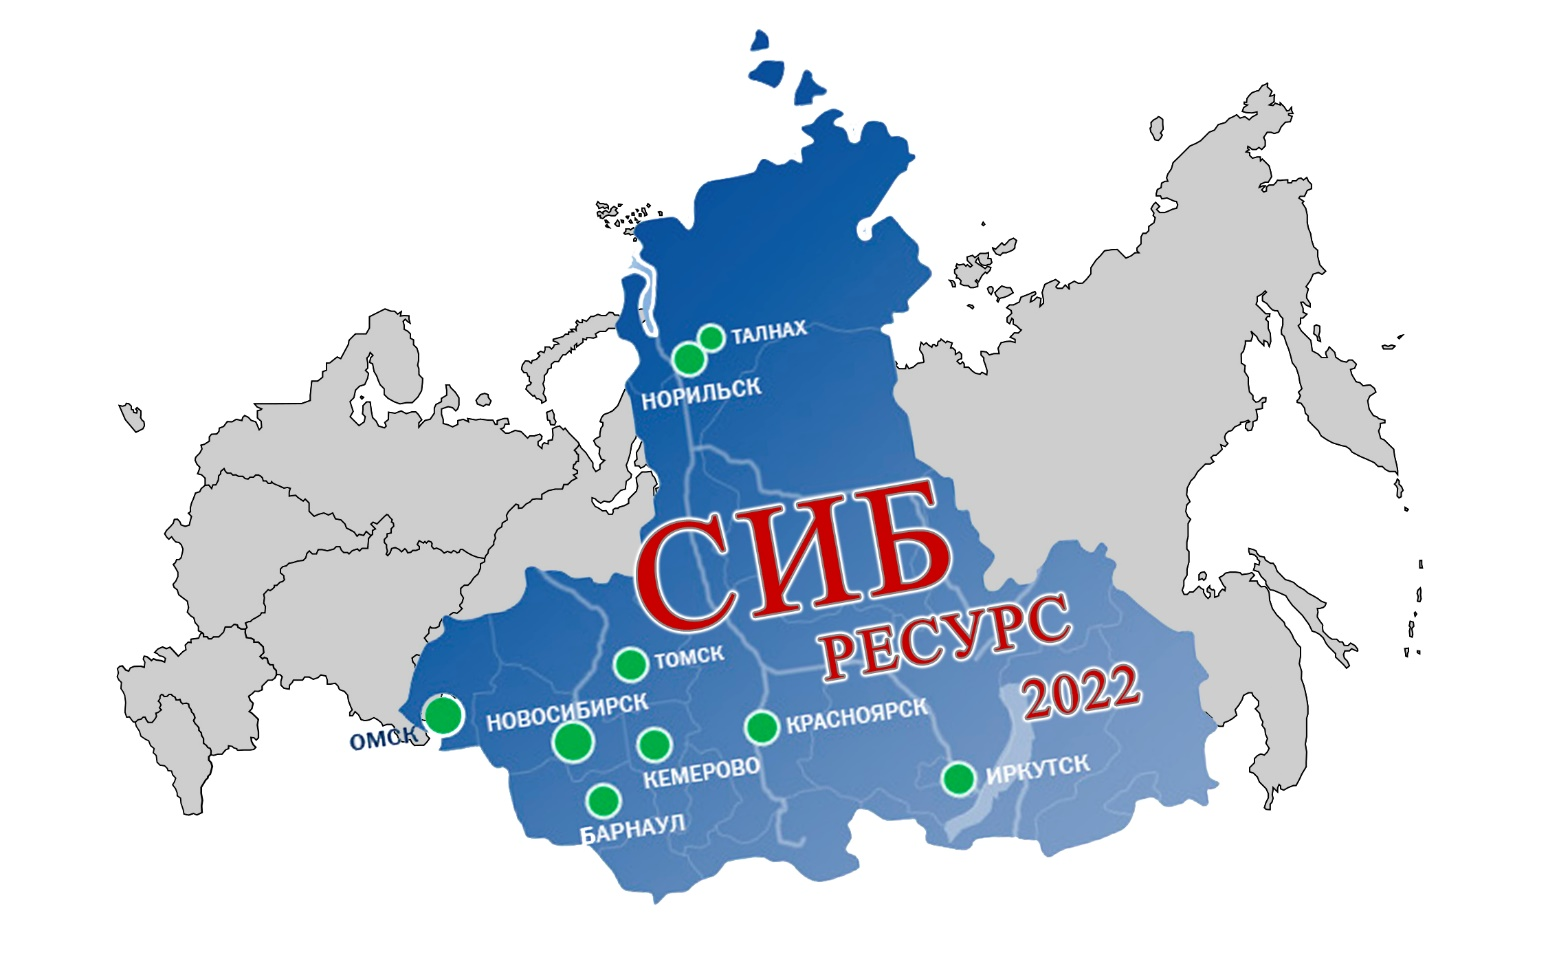 ТАЛНАХ
НОРИЛЬСК
СИБ
РЕСУРС
2022
ТОМСК
НОВОСИБИРСК
КРАСНОЯРСК
ОМСК
КЕМЕРОВО
ИРКУТСК
БАРНАУЛ